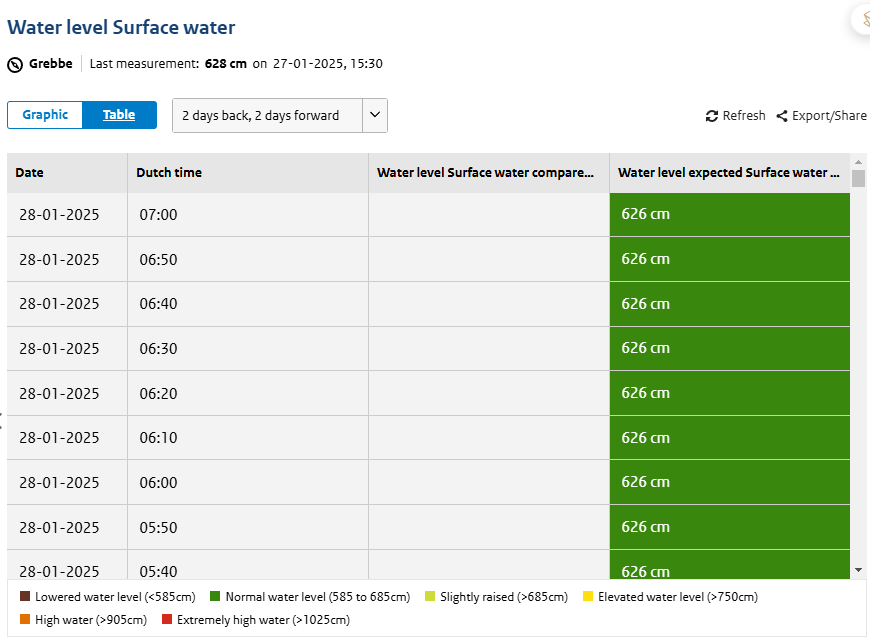 Water level Surface water
Grebbe Last measurement: 628 cm on 27-01-2025, 15:30
Graphic Table 2 days back, 2 days forward Refresh Export/Share
Date Dutch time Water level Surface water compare... Water level expected Surface water ...
28-01-2025 07:00 626 cm
28-01-2025 06:50 626 cm
28-01-2025 06:40 626 cm
28-01-2025 06:30 626 cm
28-01-2025 06:20 626 cm
28-01-2025 06:10 626 cm
28-01-2025 06:00 626 cm
28-01-2025 05:50 626 cm
28-01-2025 05:40 626 cm
Lowered water level (<585cm) Normal water level (585 to 685cm) Slightly raised (>685cm) Elevated water level (>750cm)
High water (>905cm) Extremely high water (>1025cm)